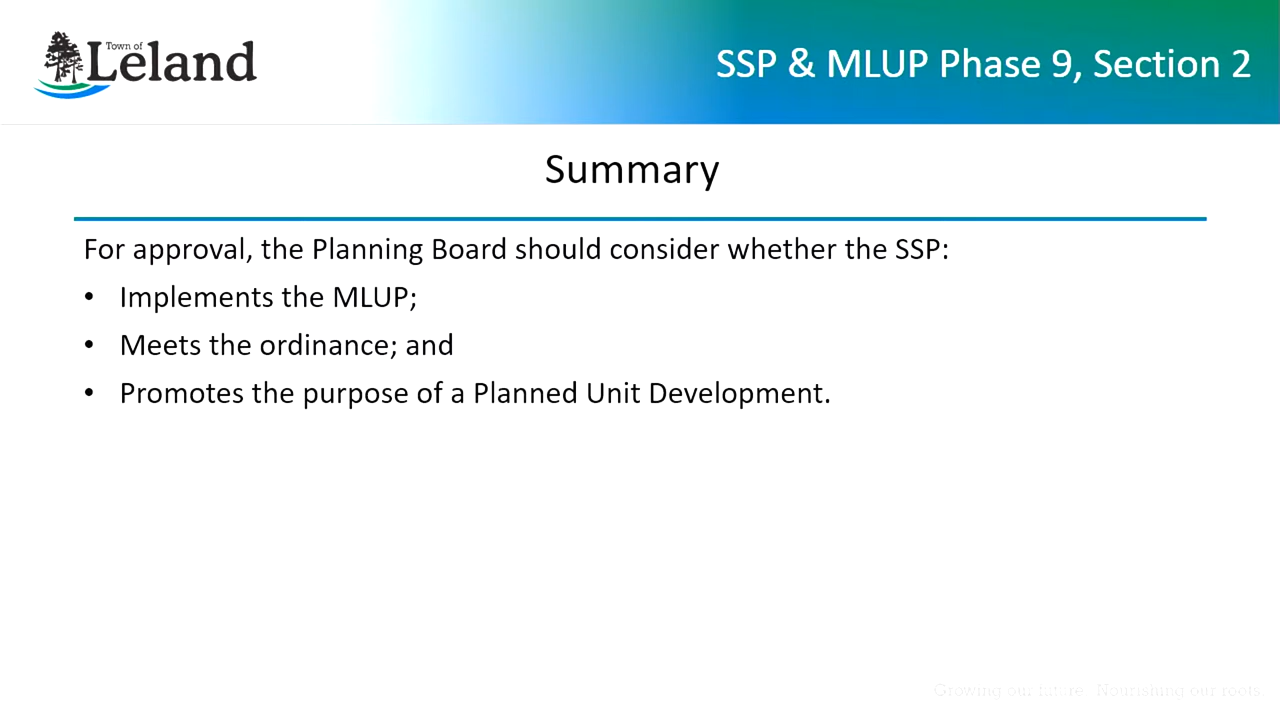 Town of
Leland
SSP & MLUP Phase 9, Section 2
Summary
For approval, the Planning Board should consider whether the SSP:
• Implements the MLUP;
• Meets the ordinance; and
• Promotes the purpose of a Planned Unit Development.
Growing our future. Nourishing our roots.